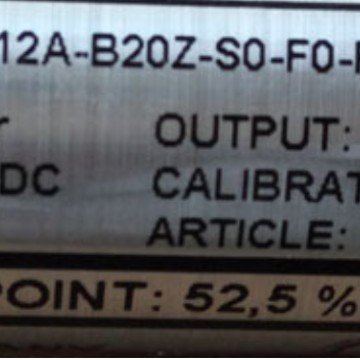 12A-B20Z-S0-F0-
OUTPUT:
DC CALIBRAT
ARTICLE:
POINT: 52,5 %